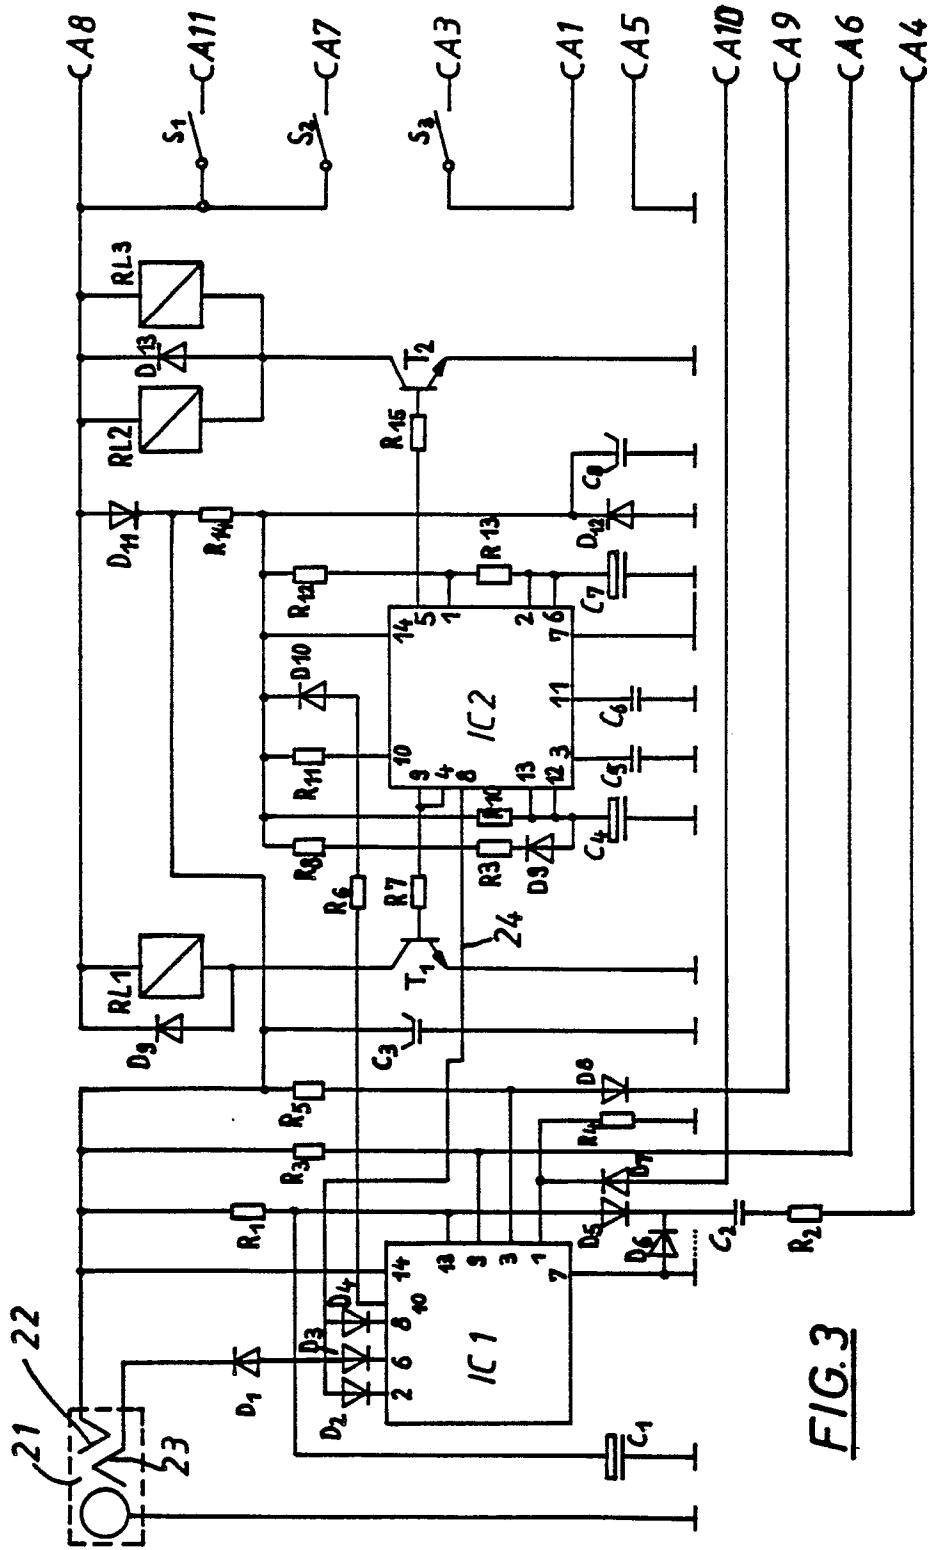 CA8
CA11
CA7
CA3
CA1
CA5
CA10
CA9
CA6
CA4
S1
S2
S3
RL3
D13
RL2
T2
R15
D11
R14
C8
D12
R12
R13
C7
D10
R11
R10
R8
R3
D9
C4
C5
C6
IC2
14
5
1
2
6
7
11
3
10
9
4
8
13
12
R6
R7
24
RL1
D9
T1
C3
R5
D8
R4
R3
D7
R1
D5
D6
C2
R2
D4
D3
D2
D1
IC1
14
13
9
3
1
7
10
8
6
2
C1
21
22
23
FIG. 3